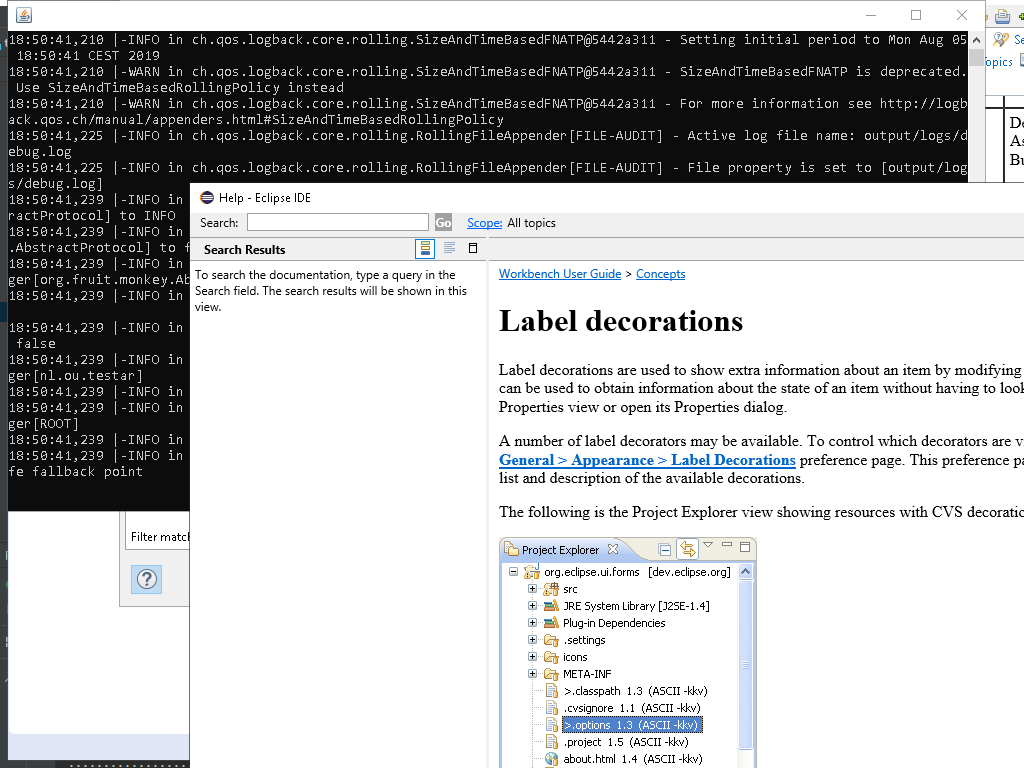 18:50:41,210 |-INFO in ch.qos.logback.core.rolling.SizeAndTimeBasedFNATP@5442a311 - Setting initial period to Mon Aug 05
18:50:41 CEST 2019
18:50:41,210 |-WARN in ch.qos.logback.core.rolling.SizeAndTimeBasedFNATP@5442a311 - SizeAndTimeBasedFNATP is deprecated.
Use SizeAndTimeBasedRollingPolicy instead
18:50:41,210 |-WARN in ch.qos.logback.core.rolling.SizeAndTimeBasedFNATP@5442a311 - For more information see http://logb
ack.qos.ch/manual/appenders.html#SizeAndTimeBasedRollingPolicy
18:50:41,225 |-INFO in ch.qos.logback.core.rolling.RollingFileAppender[FILE-AUDIT] - Active log file name: output/logs/d
ebug.log
18:50:41,225 |-INFO in ch.qos.logback.core.rolling.RollingFileAppender[FILE-AUDIT] - File property is set to [output/log
s/debug.log]
18:50:41,239 |-INFO in
ractProtocol] to INFO
18:50:41,239 |-INFO in
.AbstractProtocol] to f
18:50:41,239 |-INFO in
ger[org.fruit.monkey.Ab
18:50:41,239 |-INFO in
18:50:41,239 |-INFO in
false
18:50:41,239 |-INFO in
ger[nl.ou.testar]
18:50:41,239 |-INFO in
18:50:41,239 |-INFO in
ger[ROOT]
18:50:41,239 |-INFO in
18:50:41,239 |-INFO in
fe fallback point
Filter match
opics
Help - Eclipse IDE
Search:
Go
Scope: All topics
Search Results
To search the documentation, type a query in the
Search field. The search results will be shown in this
view.
Workbench User Guide > Concepts
Label decorations
Label decorations are used to show extra information about an item by modifying
can be used to obtain information about the state of an item without having to look
Properties view or open its Properties dialog.
A number of label decorators may be available. To control which decorators are vi
General > Appearance > Label Decorations preference page. This preference pa
list and description of the available decorations.
The following is the Project Explorer view showing resources with CVS decoratio
Project Explorer
org.eclipse.ui.forms [dev.eclipse.org]
src
JRE System Library [J2SE-1.4]
Plug-in Dependencies
.settings
icons
META-INF
>.classpath 1.3 (ASCII -kkv)
.cvsignore 1.1 (ASCII -kkv)
>.options 1.3 (ASCII -kkv)
.project 1.5 (ASCII -kkv)
about.html 1.4 (ASCII -kkv)